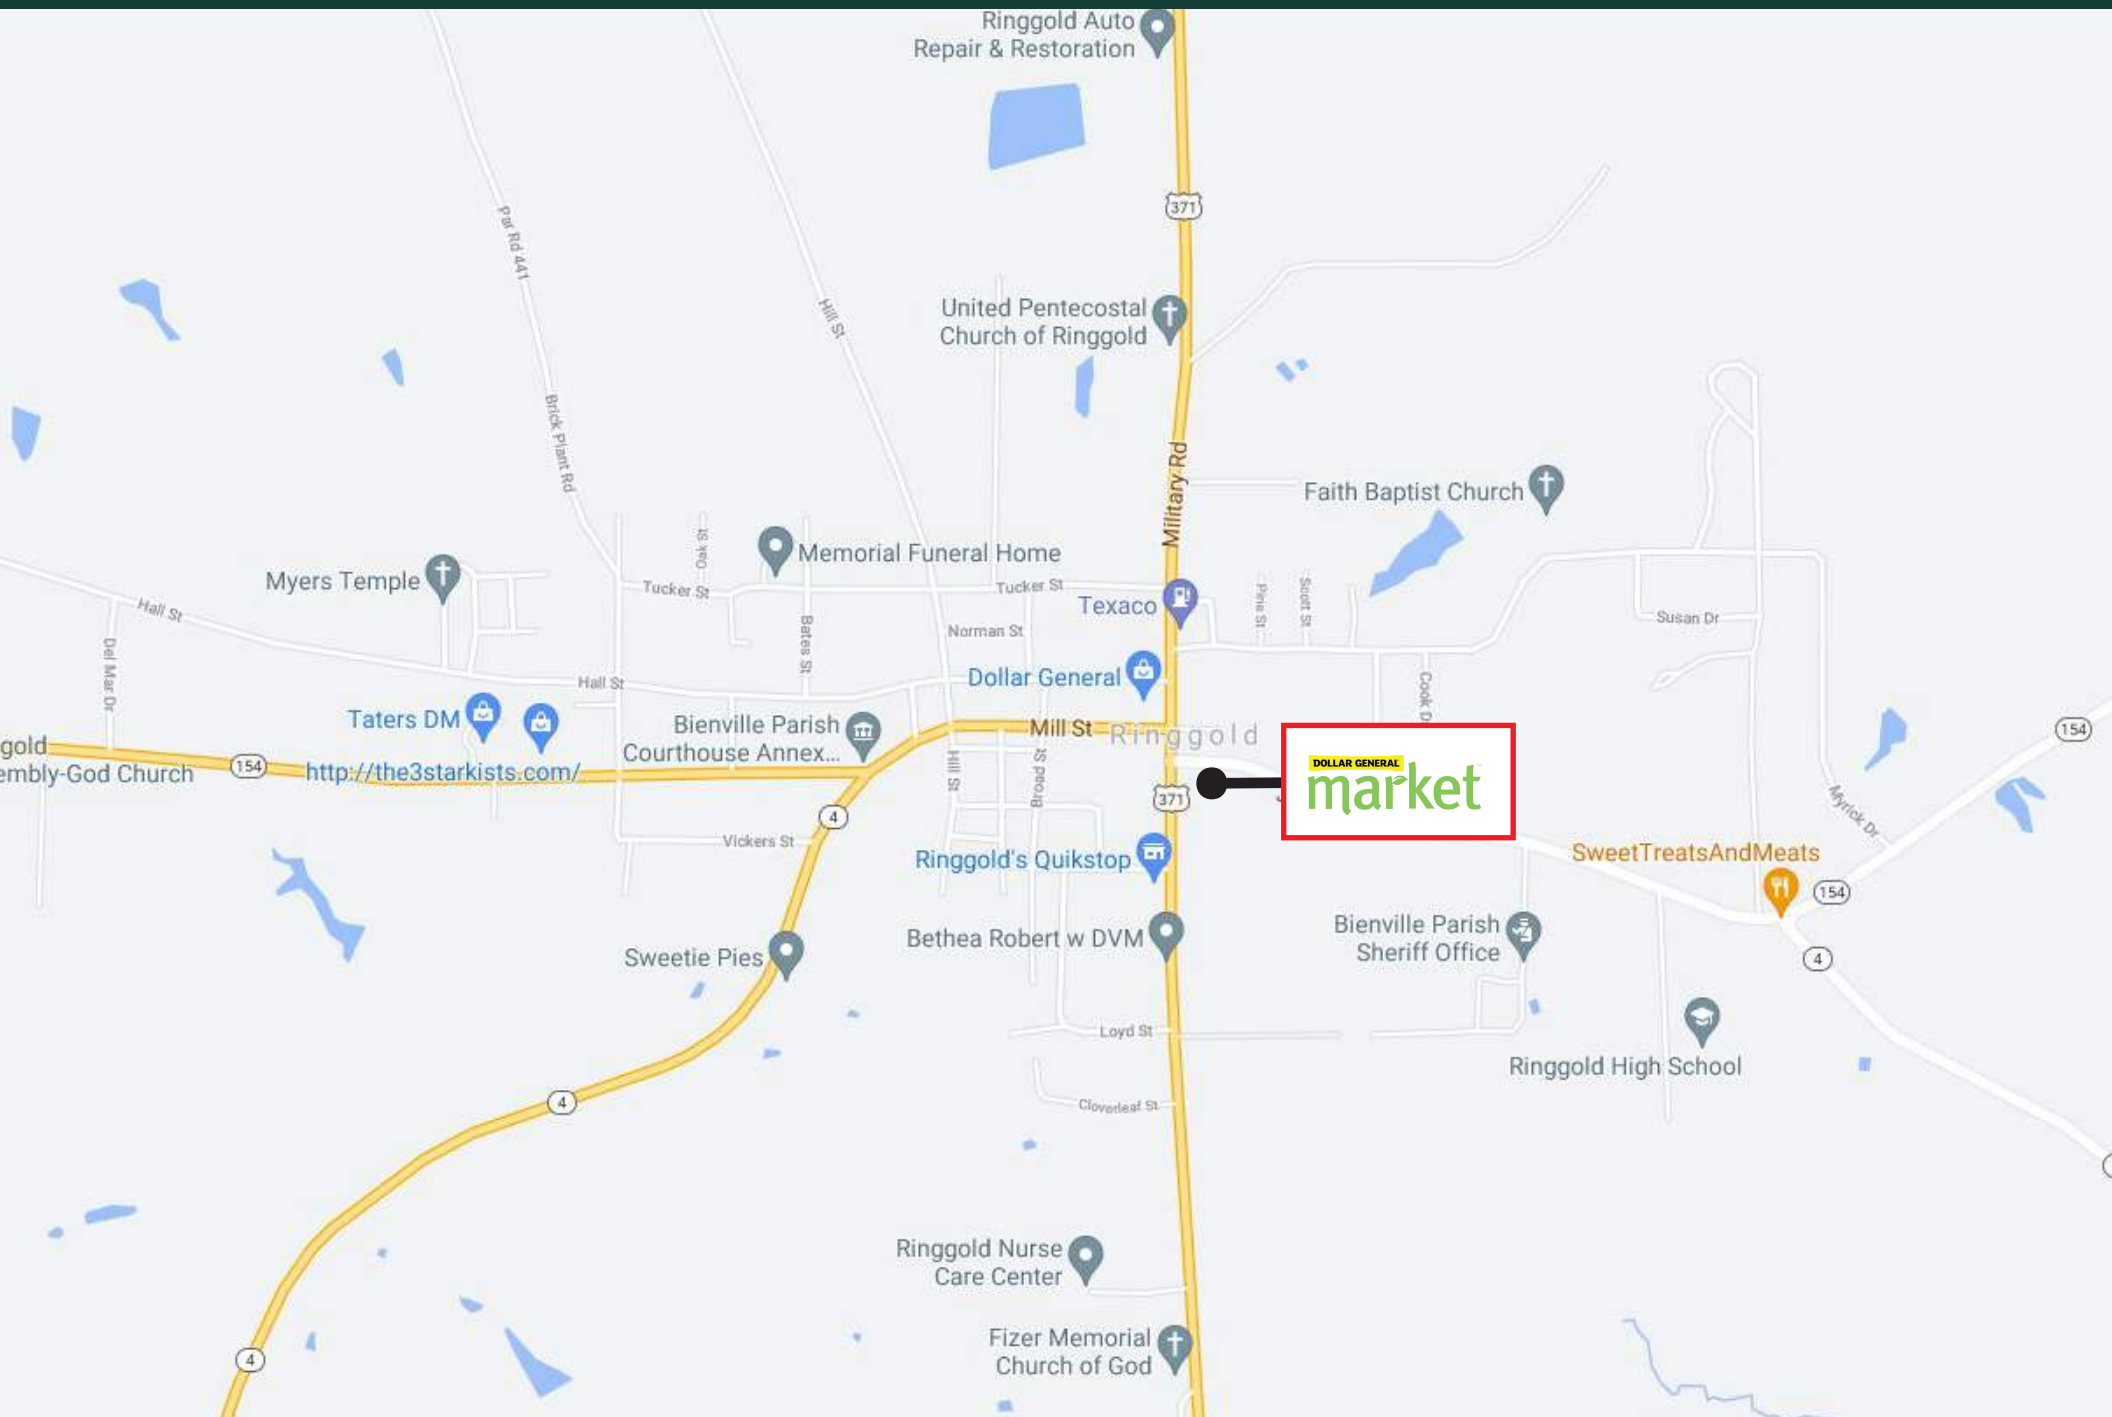 Ringgold Auto
Repair & Restoration
371
Par Rd 441
Hill St
United Pentecostal
Church of Ringgold
Brick Plant Rd
Military Rd
Faith Baptist Church
Oak St
Memorial Funeral Home
Myers Temple
Tucker St
Tucker St
Texaco
Pine St
Scott St
Hall St
Susan Dr
Norman St
Bates St
Del Mar Dr
Dollar General
Hall St
Cook D
Taters DM
Bienville Parish
Courthouse Annex...
Mill St
Ringgold
154
gold
embly-God Church
154
http://the3starkists.com/
Hill St
Broad St
371
DOLLAR GENERAL
market
4
Myrick Dr
Vickers St
Ringgold's Quikstop
SweetTreatsAndMeats
154
Bethea Robert w DVM
Bienville Parish
Sheriff Office
Sweetie Pies
4
Loyd St
Ringgold High School
4
Cloverleaf St
Ringgold Nurse
Care Center
Fizer Memorial
Church of God
4